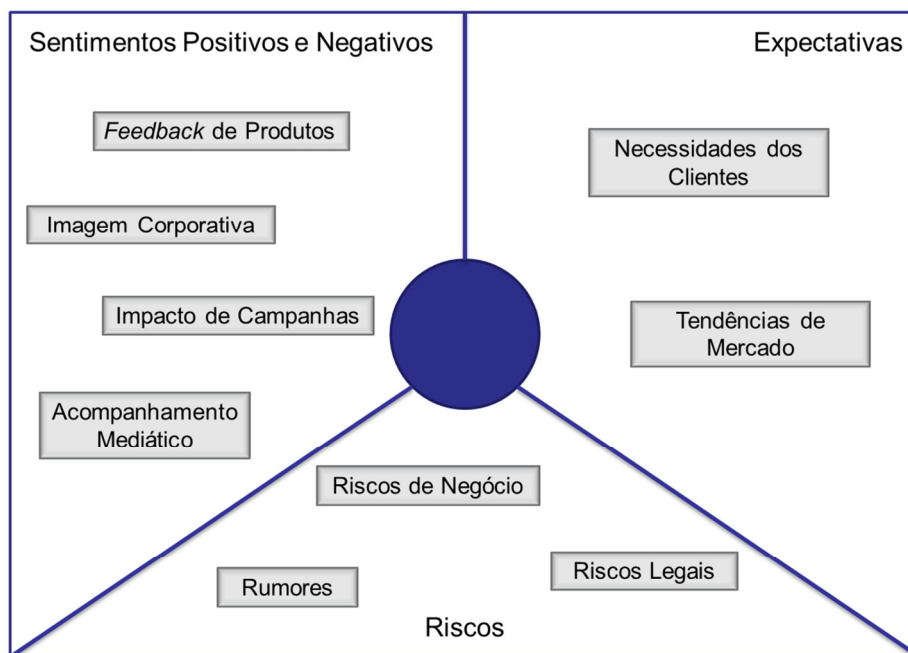 Sentimentos Positivos e Negativos
Feedback de Produtos
Imagem Corporativa
Impacto de Campanhas
Acompanhamento
Mediático
Expectativas
Necessidades dos
Clientes
Tendências de
Mercado
Riscos de Negócio
Rumores
Riscos Legais
Riscos